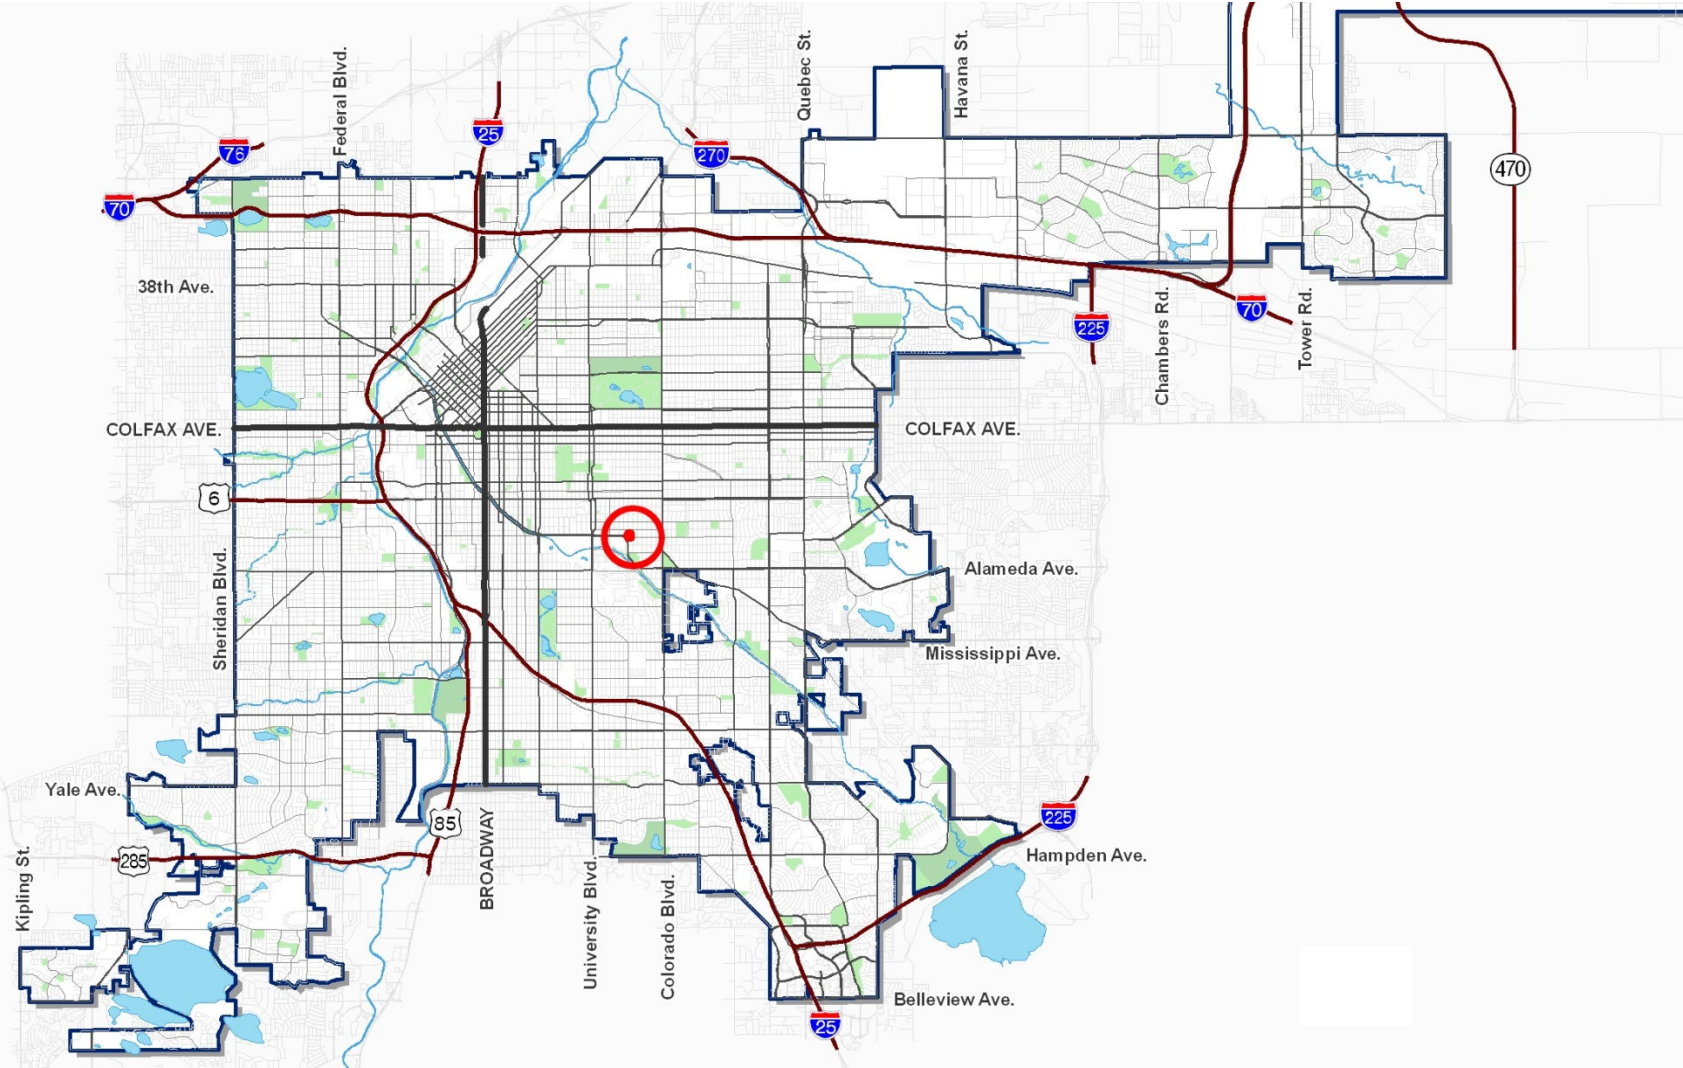 Federal Blvd.
Quebec St.
Havana St.
76
25
270
470
70
38th Ave.
225
70
Chambers Rd.
Tower Rd.
COLFAX AVE.
COLFAX AVE.
6
Sheridan Blvd.
Alameda Ave.
Mississippi Ave.
Yale Ave.
85
225
285
BROADWAY
Hampden Ave.
Kipling St.
University Blvd.
Colorado Blvd.
Belleview Ave.
25